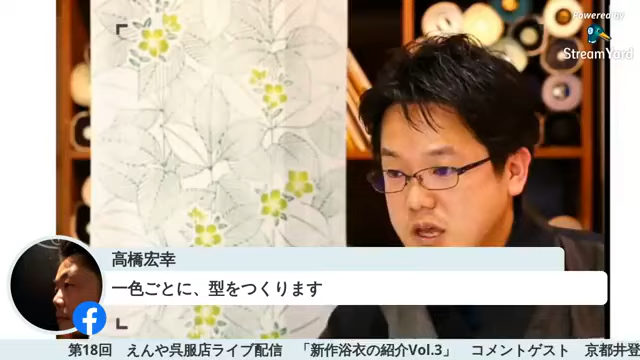 Powered by
StreamYard
高橋宏幸
一色ごとに、型をつくります
第18回 えんや呉服店ライブ配信 「新作浴衣の紹介Vol.3」 コメントゲスト 京都井登